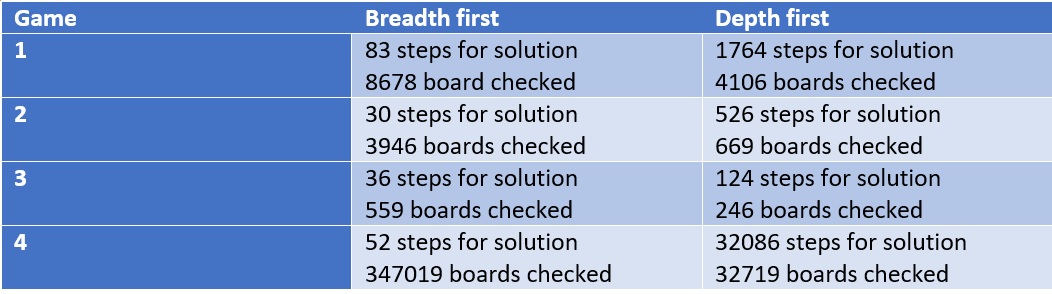 Game Breadth first Depth first
1 83 steps for solution 1764 steps for solution
8678 board checked 4106 boards checked
2 30 steps for solution 526 steps for solution
3946 boards checked 669 boards checked
3 36 steps for solution 124 steps for solution
559 boards checked 246 boards checked
4 52 steps for solution 32086 steps for solution
347019 boards checked 32719 boards checked